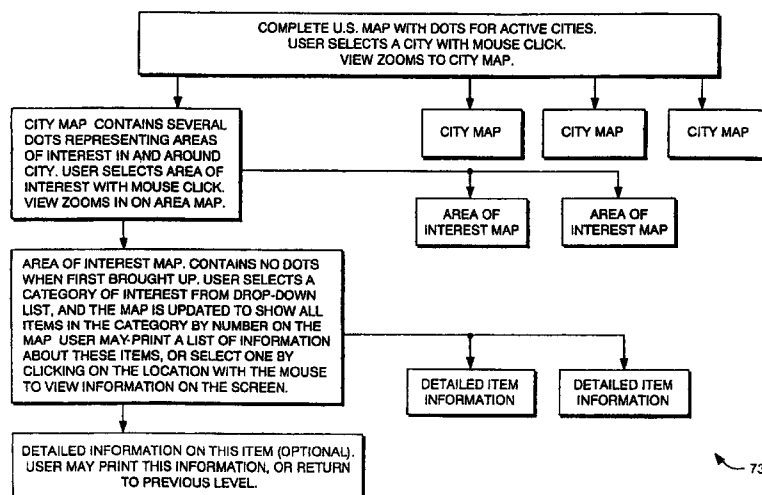 COMPLETE U.S. MAP WITH DOTS FOR ACTIVE CITIES.
USER SELECTS A CITY WITH MOUSE CLICK.
VIEW ZOOMS TO CITY MAP.
CITY MAP CONTAINS SEVERAL
DOTS REPRESENTING AREAS
OF INTEREST IN AND AROUND
CITY. USER SELECTS AREA OF
INTEREST WITH MOUSE CLICK.
VIEW ZOOMS IN ON AREA MAP.
CITY MAP
CITY MAP
CITY MAP
AREA OF
INTEREST MAP
AREA OF
INTEREST MAP
AREA OF INTEREST MAP. CONTAINS NO DOTS
WHEN FIRST BROUGHT UP. USER SELECTS A
CATEGORY OF INTEREST FROM DROP-DOWN
LIST, AND THE MAP IS UPDATED TO SHOW ALL
ITEMS IN THE CATEGORY BY NUMBER ON THE
MAP USER MAY PRINT A LIST OF INFORMATION
ABOUT THESE ITEMS, OR SELECT ONE BY
CLICKING ON THE LOCATION WITH THE MOUSE
TO VIEW INFORMATION ON THE SCREEN.
DETAILED ITEM
INFORMATION
DETAILED ITEM
INFORMATION
DETAILED INFORMATION ON THIS ITEM (OPTIONAL).
USER MAY PRINT THIS INFORMATION, OR RETURN
TO PREVIOUS LEVEL.
73